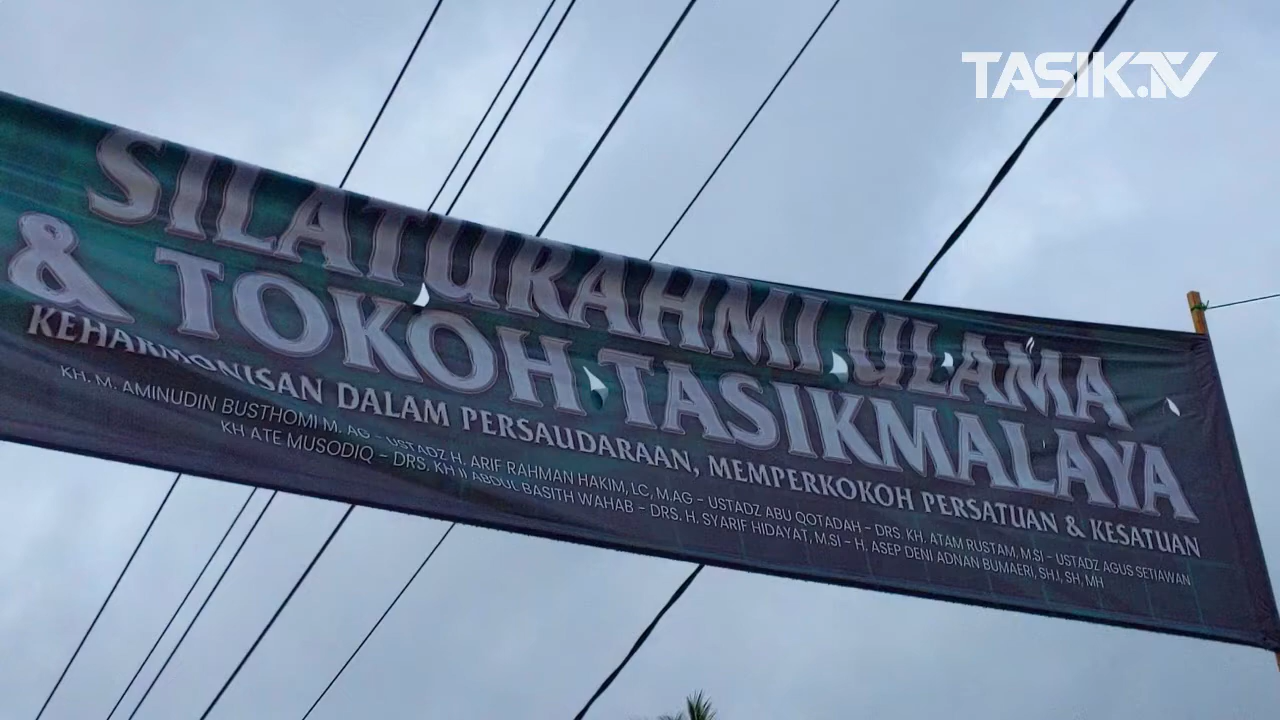 TASIK.TV
SILATURAHMI ULAMA
& TOKOH TASIKMALAYA
KEHARMONISAN DALAM PERSAUDARAAN, MEMPERKOKOH PERSATUAN & KESATUAN
KH. M. AMINUDIN BUSTHOMI M. AG - USTADZ H. ARIF RAHMAN HAKIM, LC, M.AG - USTADZ ABU QOTADAH - DRS. KH. ATAM RUSTAM, M.SI - USTADZ AGUS SETIAWAN
KH ATE MUSODIQ - DRS. KH II ABDUL BASITH WAHAB - DRS. H. SYARIF HIDAYAT, M.SI - H. ASEP DENI ADNAN BUMAERI, SH.I, SH, MH